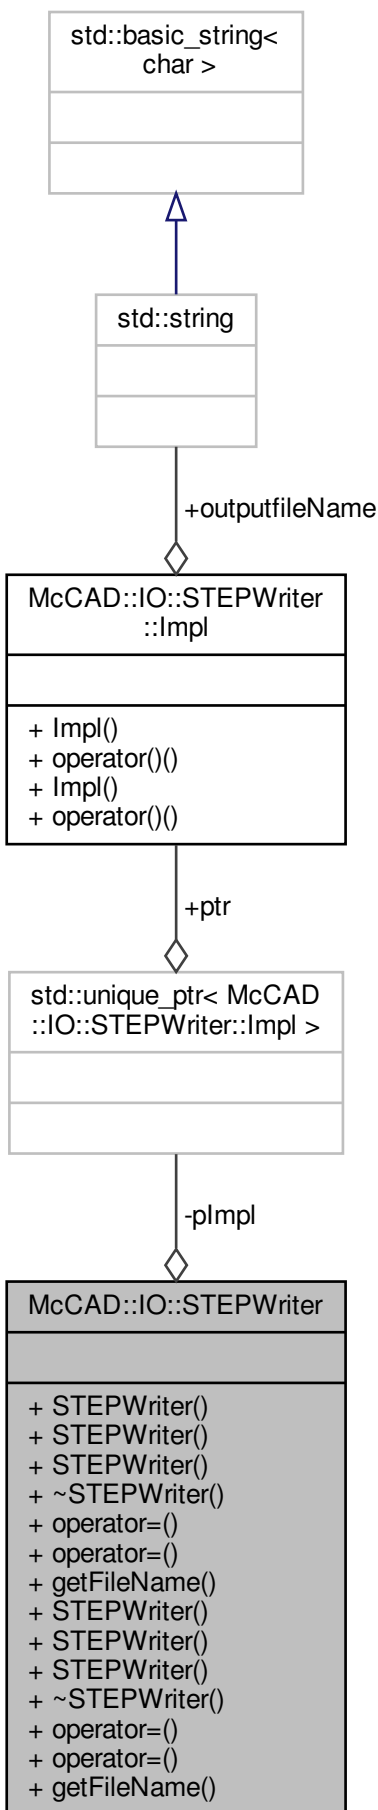 std::basic_string<
char >
std::string
+outputfileName
McCAD::IO::STEPWriter
::Impl
+ Impl()
+ operator()()
+ Impl()
+ operator()()
+ptr
std::unique_ptr< McCAD
::IO::STEPWriter::Impl >
-pImpl
McCAD::IO::STEPWriter
+ STEPWriter()
+ STEPWriter()
+ STEPWriter()
+ ~STEPWriter()
+ operator=()
+ operator=()
+ getFileName()
+ STEPWriter()
+ STEPWriter()
+ STEPWriter()
+ ~STEPWriter()
+ operator=()
+ operator=()
+ getFileName()